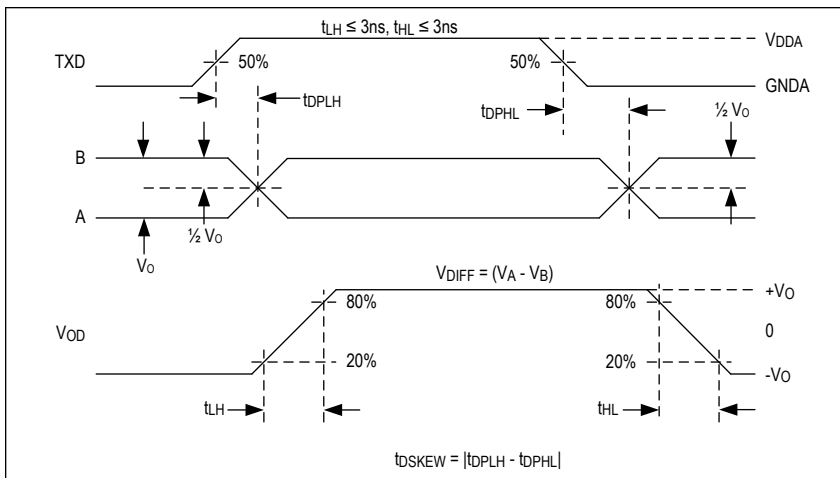 tLH ≤ 3ns, tHL ≤ 3ns
VDDA
TXD
50%
50%
GNDA
tDPLH
tDPHL
½ VO
B
A
½ VO
VO
VDIFF = (VA - VB)
80%
80%
+VO
VOD
0
20%
20%
-VO
tLH
tHL
tDSKEW = |tDPLH - tDPHL|